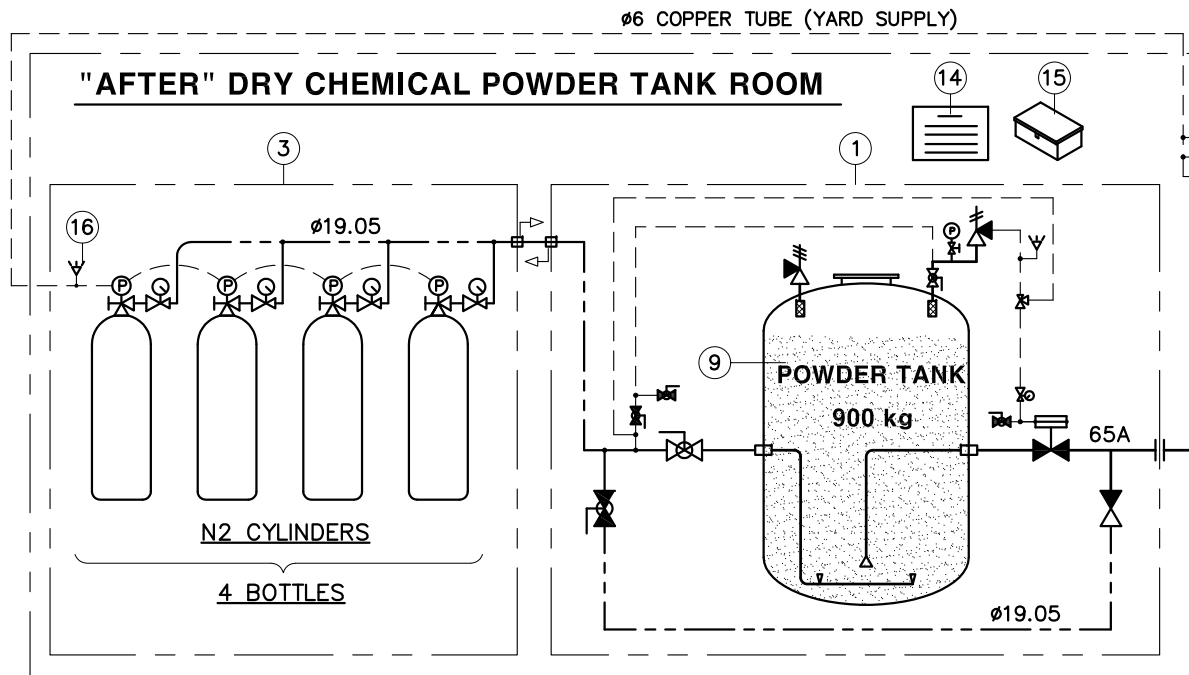 ø6 COPPER TUBE (YARD SUPPLY)
"AFTER" DRY CHEMICAL POWDER TANK ROOM
14
15
3
1
16
ø19.05
P
P
P
P
P
9
POWDER TANK
900 kg
65A
N2 CYLINDERS
4 BOTTLES
ø19.05